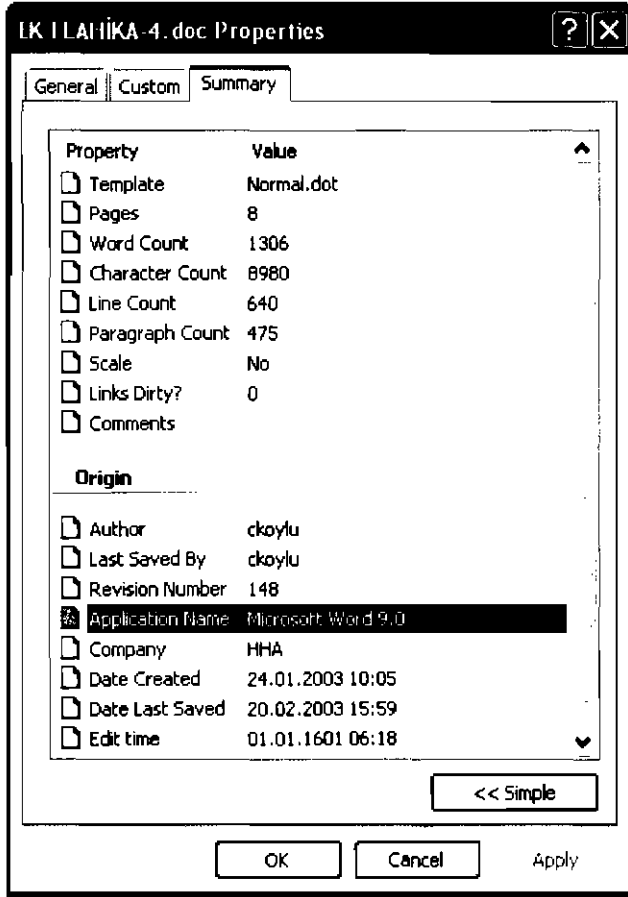 EK I LAHİKA-4.doc Properties
General Custom Summary
Property Value
Template Normal.dot
Pages 8
Word Count 1306
Character Count 8980
Line Count 640
Paragraph Count 475
Scale No
Links Dirty? 0
Comments
Origin
Author ckoylu
Last Saved By ckoylu
Revision Number 148
Application Name Microsoft Word 9.0
Company HHA
Date Created 24.01.2003 10:05
Date Last Saved 20.02.2003 15:59
Edit time 01.01.1601 06:18
<< Simple
OK Cancel Apply